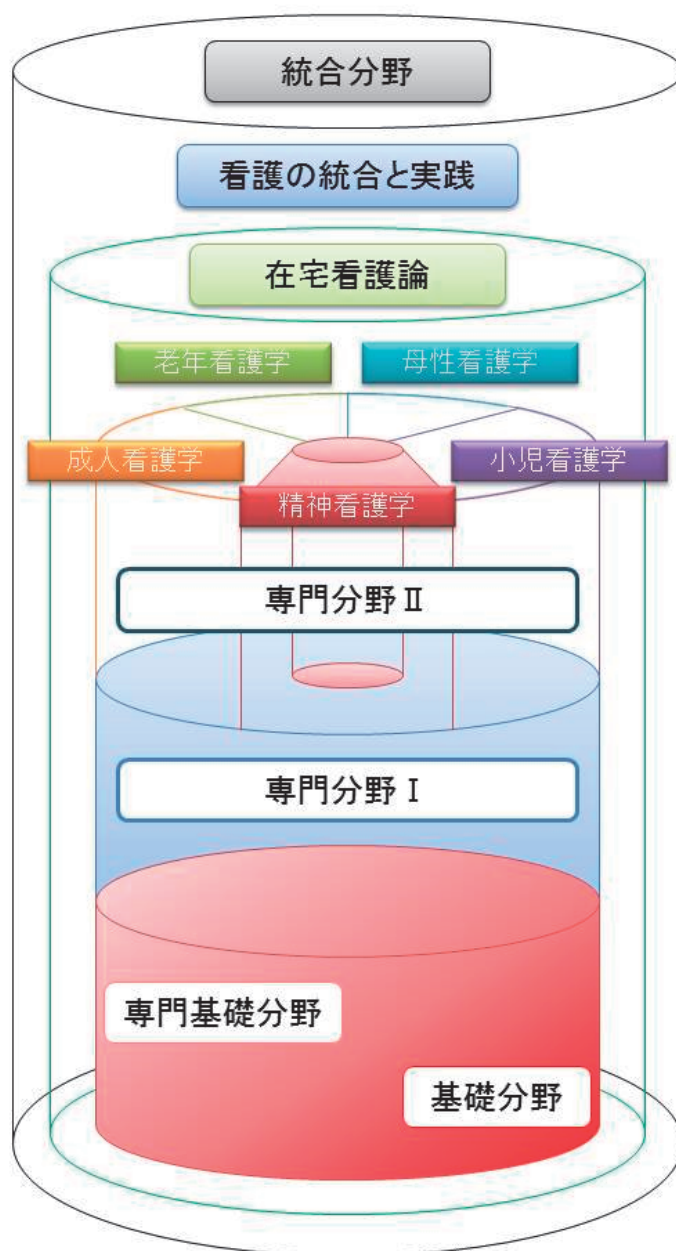 統合分野
看護の統合と実践
在宅看護論
老年看護学
母性看護学
成人看護学
小児看護学
精神看護学
専門分野Ⅱ
専門分野Ⅰ
専門基礎分野
基礎分野